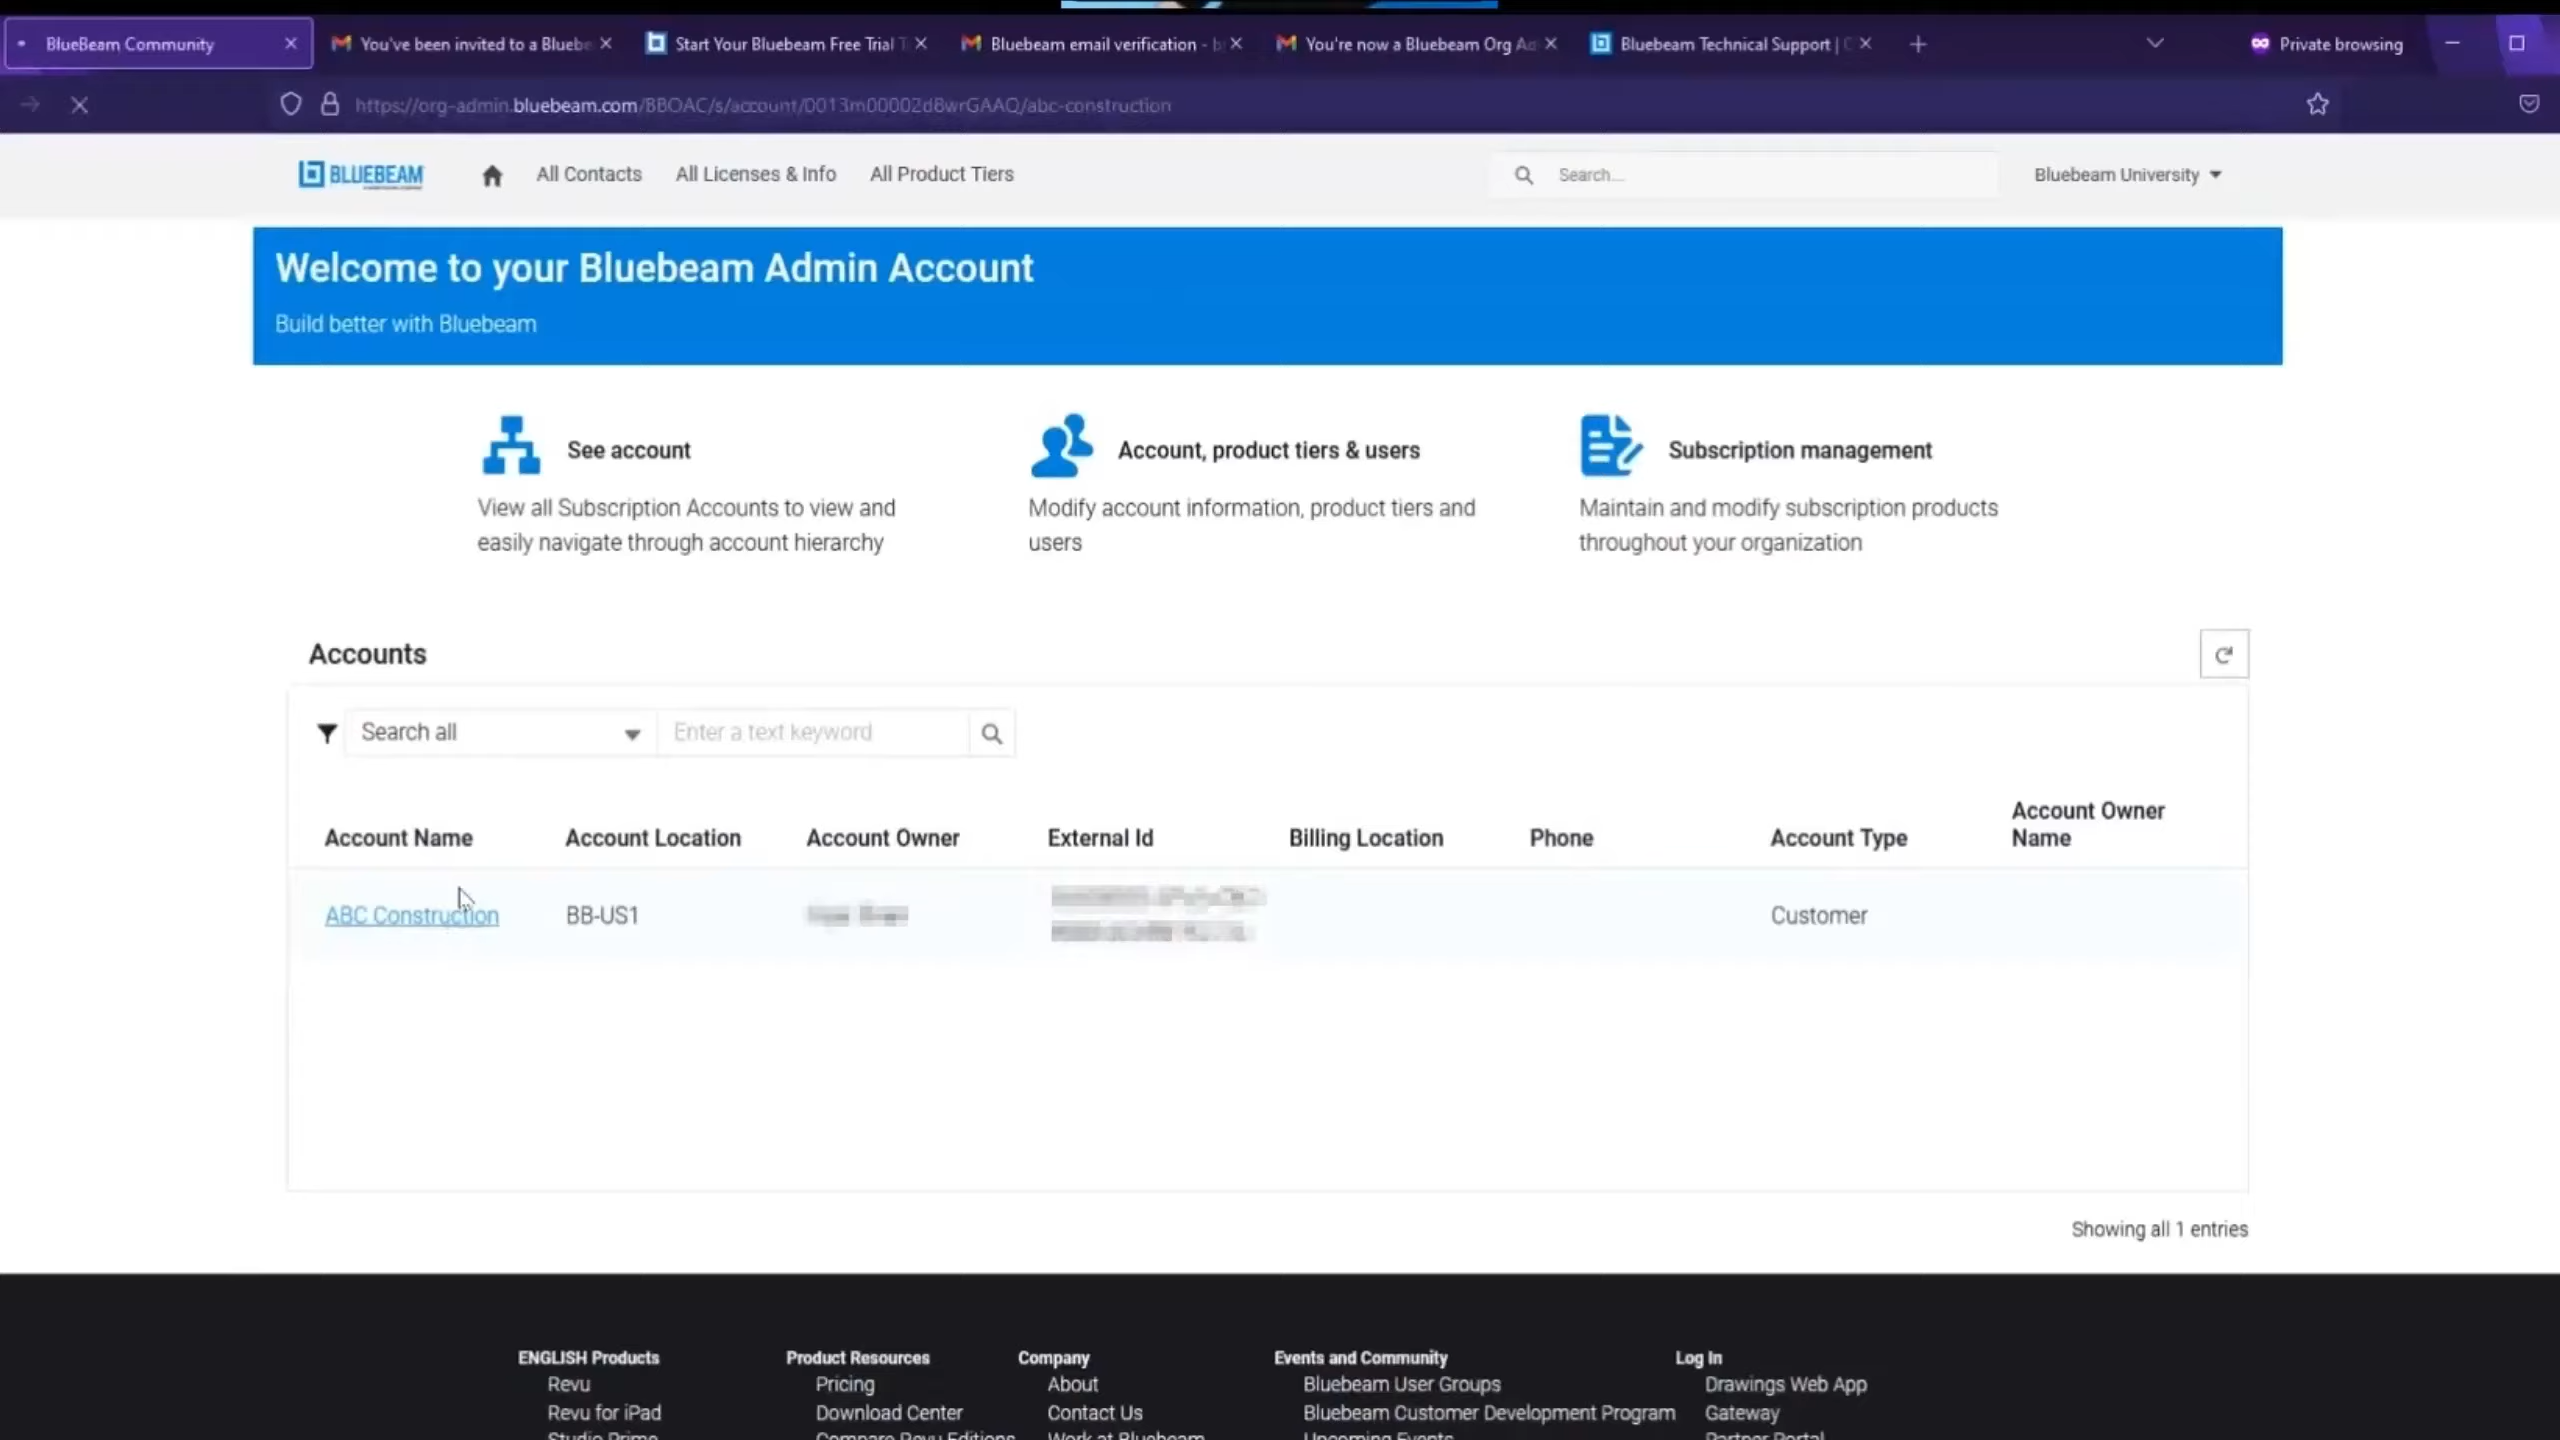 BlueBeam Community
You've been invited to a Blueb
Start Your Bluebeam Free Trial T
Bluebeam email verification - b
You're now a Bluebeam Org Ad
Bluebeam Technical Support | C
Private browsing
https://org-admin.bluebeam.com/BBOAC/s/account/0013m00002d8wrGAAQ/abc-construction
BLUEBEAM
All Contacts
All Licenses & Info
All Product Tiers
Search...
Bluebeam University
Welcome to your Bluebeam Admin Account
Build better with Bluebeam
See account
View all Subscription Accounts to view and
easily navigate through account hierarchy
Account, product tiers & users
Modify account information, product tiers and
users
Subscription management
Maintain and modify subscription products
throughout your organization
Accounts
Search all
Enter a text keyword
Account Name
Account Location
Account Owner
External Id
Billing Location
Phone
Account Type
Account Owner
Name
ABC Construction
BB-US1
Customer
Showing all 1 entries
ENGLISH Products
Revu
Revu for iPad
Studio Prime
Product Resources
Pricing
Download Center
Compare Revu Editions
Company
About
Contact Us
Work at Bluebeam
Events and Community
Bluebeam User Groups
Bluebeam Customer Development Program
Upcoming Events
Log In
Drawings Web App
Gateway
Partner Portal